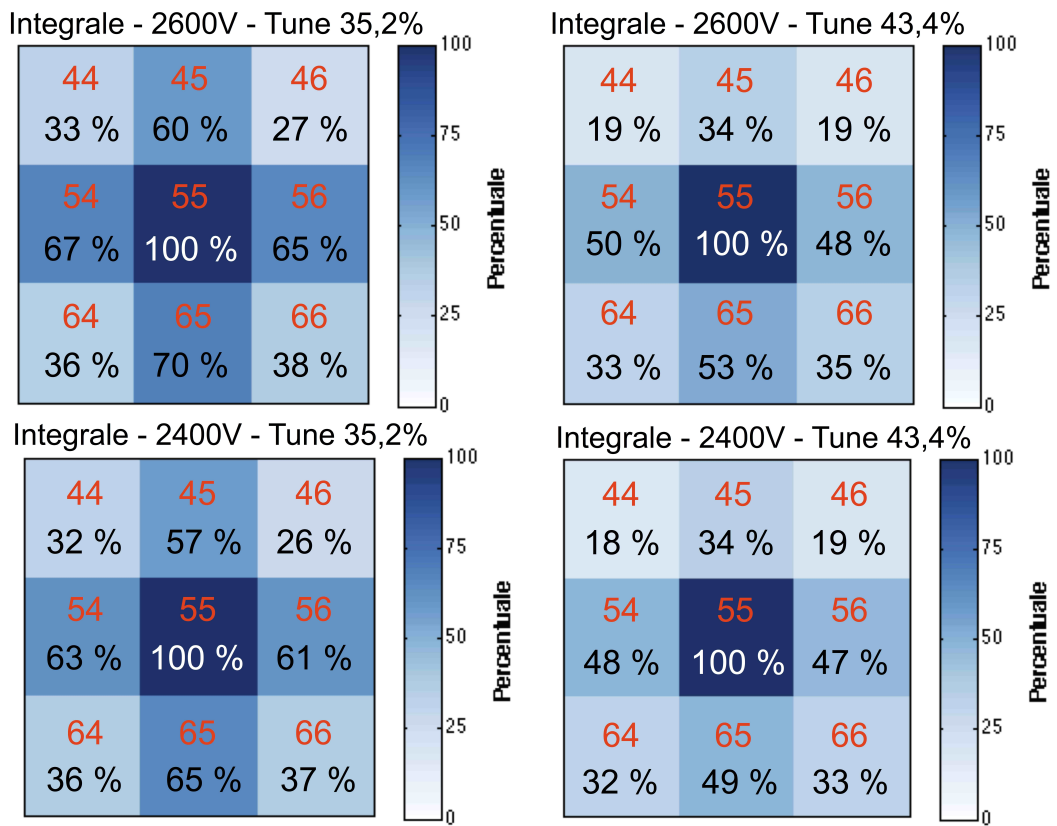 Integrale - 2600V - Tune 35,2%
44 45 46
33 % 60 % 27 %
54 55 56
67 % 100 % 65 %
64 65 66
36 % 70 % 38 %
100
75
50
25
0
Percentuale
Integrale - 2600V - Tune 43,4%
44 45 46
19 % 34 % 19 %
54 55 56
50 % 100 % 48 %
64 65 66
33 % 53 % 35 %
100
75
50
25
0
Percentuale
Integrale - 2400V - Tune 35,2%
44 45 46
32 % 57 % 26 %
54 55 56
63 % 100 % 61 %
64 65 66
36 % 65 % 37 %
100
75
50
25
0
Percentuale
Integrale - 2400V - Tune 43,4%
44 45 46
18 % 34 % 19 %
54 55 56
48 % 100 % 47 %
64 65 66
32 % 49 % 33 %
100
75
50
25
0
Percentuale